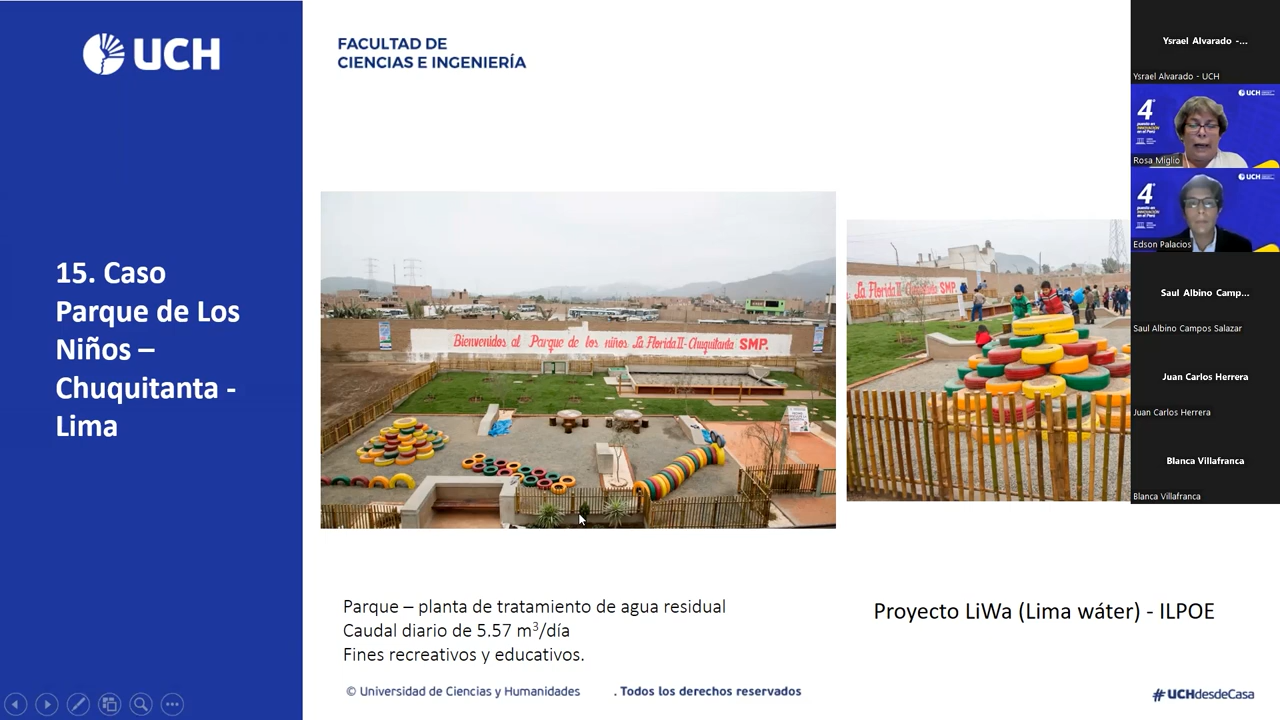 UCH
FACULTAD DE
CIENCIAS E INGENIERÍA
15. Caso
Parque de Los
Niños –
Chuquitanta -
Lima
Bienvenidos al Parque de los niños La Florida II - Chuquitanta SMP.
la Florida II - Chuquitanta SMP.
Parque – planta de tratamiento de agua residual
Caudal diario de 5.57 m³/día
Fines recreativos y educativos.
Proyecto LiWa (Lima wáter) - ILPOE
© Universidad de Ciencias y Humanidades . Todos los derechos reservados
#UCHdesdeCasa
Ysrael Alvarado -...
Ysrael Alvarado - UCH
UCH
4
Rosa Miglio
UCH
4
Edson Palacios
Saul Albino Camp...
Saul Albino Campos Salazar
Juan Carlos Herrera
Juan Carlos Herrera
Blanca Villafranca
Blanca Villafranca